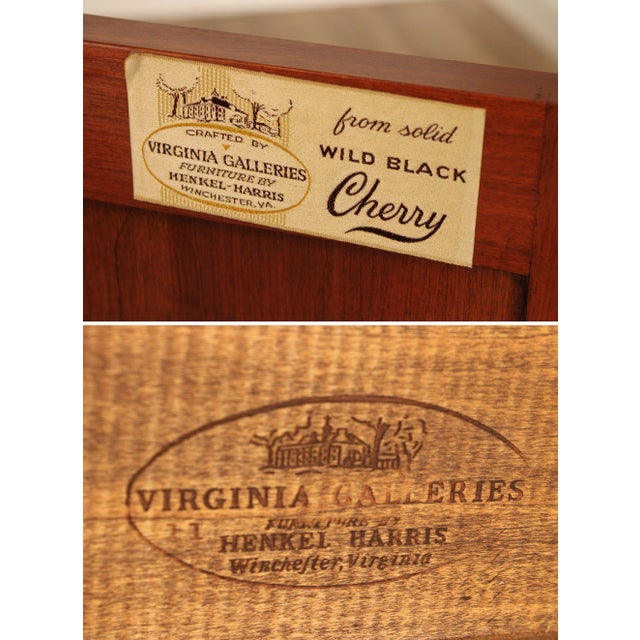 CRAFTED BY
VIRGINIA GALLERIES
FURNITURE BY
HENKEL-HARRIS
WINCHESTER, VA.
from solid
WILD BLACK
Cherry
VIRGINIA GALLERIES
FURNITURE BY
HENKEL HARRIS
Winchester, Virginia